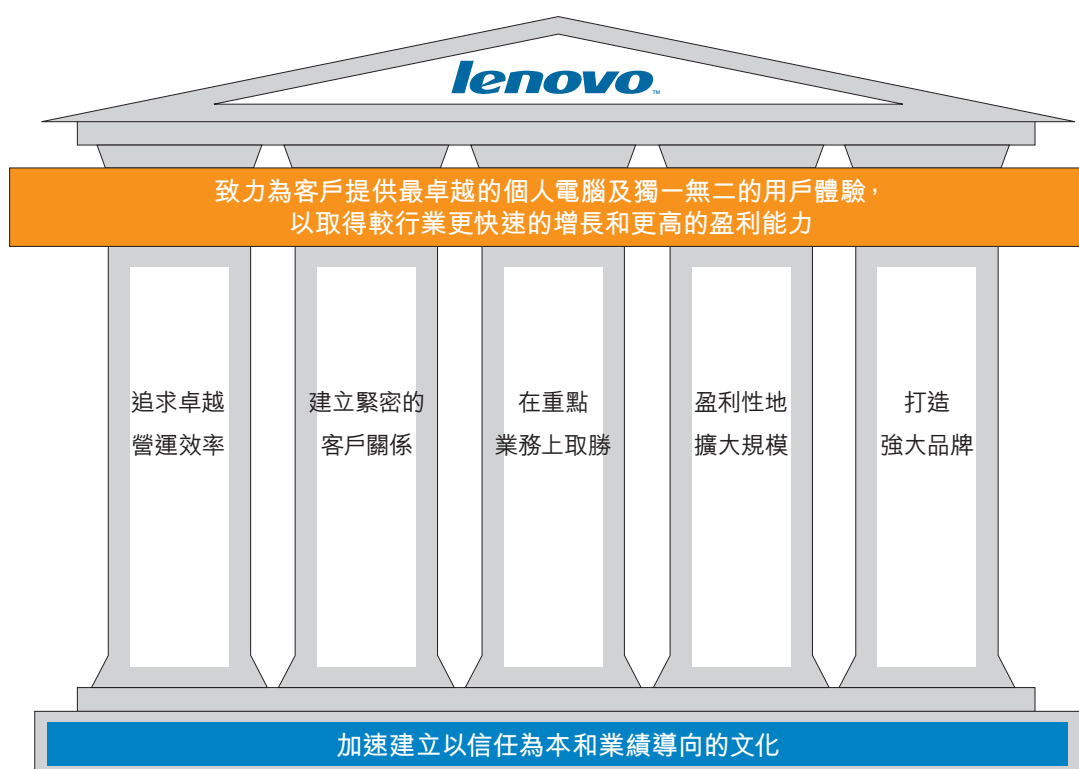 lenovo™
致力為客戶提供最卓越的個人電腦及獨一無二的用戶體驗，
以取得較行業更快速的增長和更高的盈利能力
追求卓越
營運效率
建立緊密的
客戶關係
在重點
業務上取勝
盈利性地
擴大規模
打造
強大品牌
加速建立以信任為本和業績導向的文化